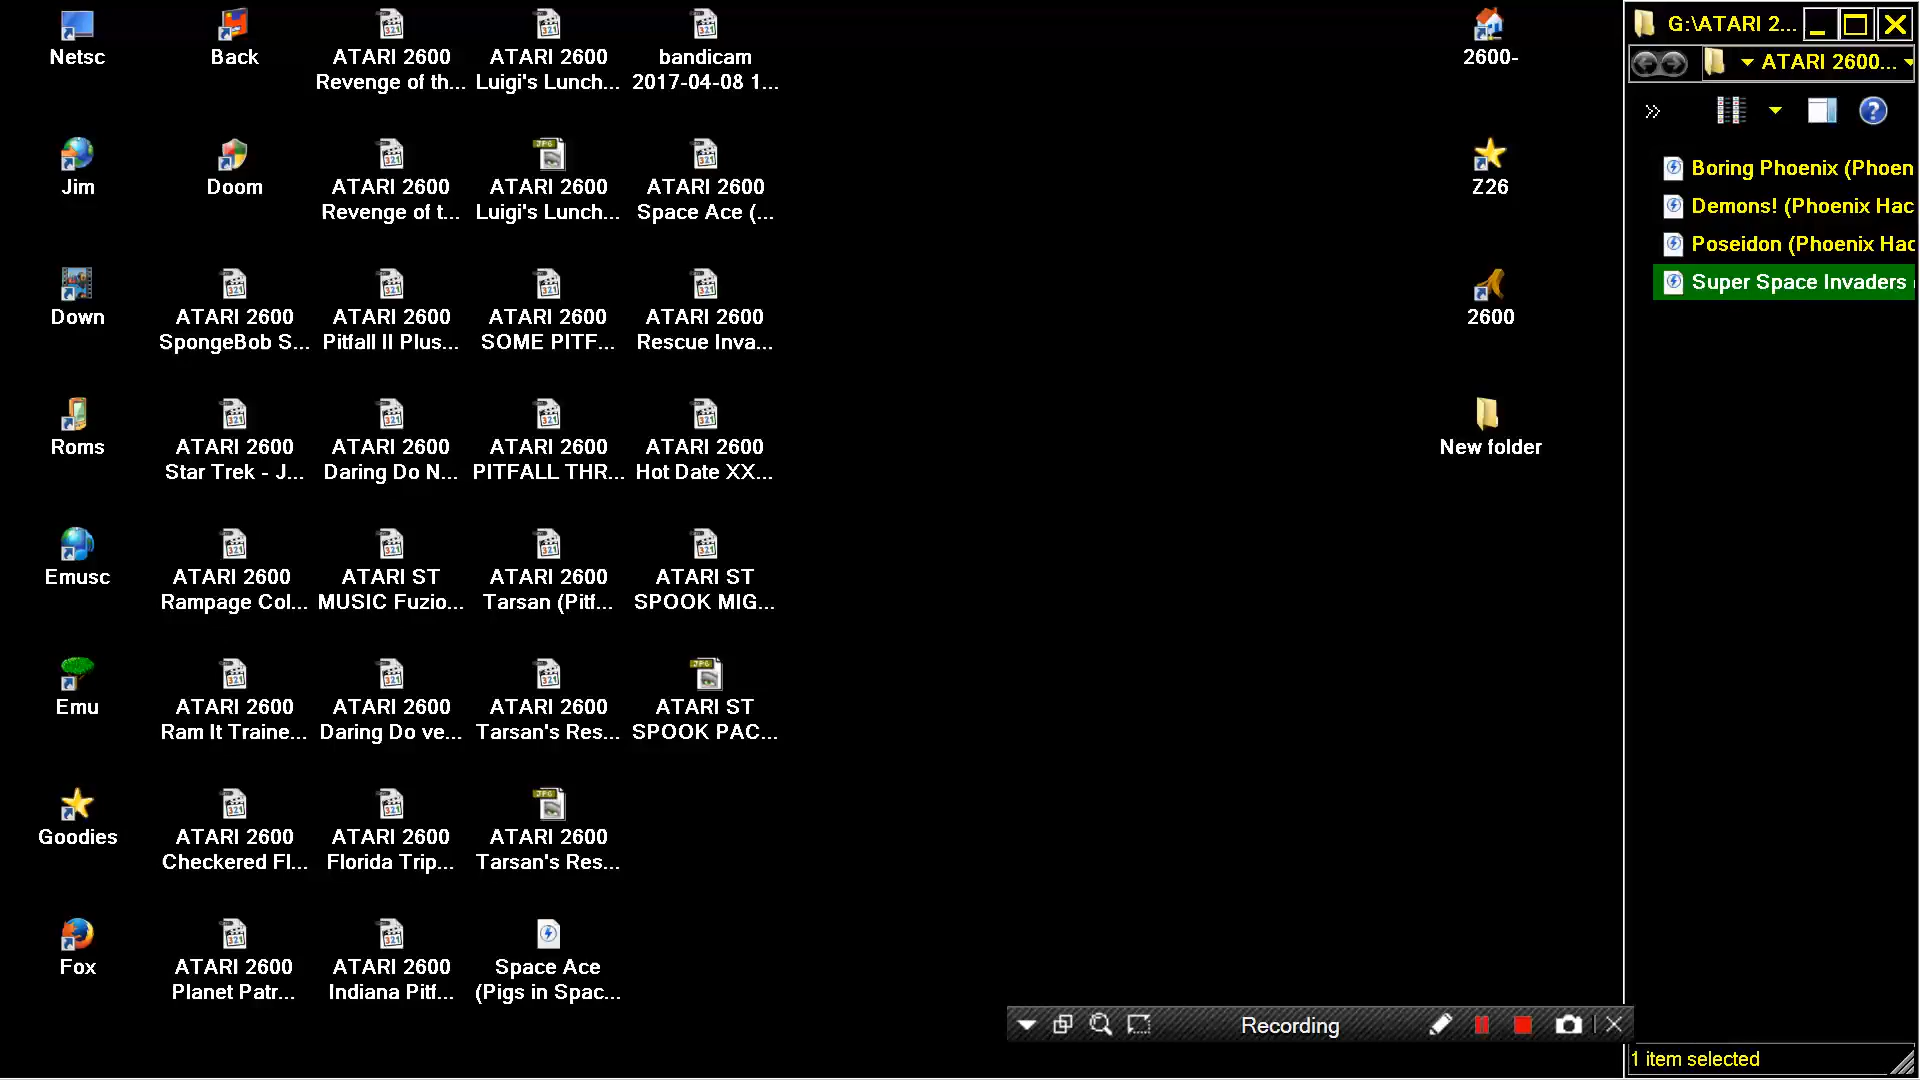 Netsc
Back
ATARI 2600
Revenge of th...
ATARI 2600
Luigi's Lunch...
bandicam
2017-04-08 1...
2600-
Jim
Doom
ATARI 2600
Revenge of t...
ATARI 2600
Luigi's Lunch...
ATARI 2600
Space Ace (...
Z26
Down
ATARI 2600
SpongeBob S...
ATARI 2600
Pitfall II Plus...
ATARI 2600
SOME PITF...
ATARI 2600
Rescue Inva...
2600
Roms
ATARI 2600
Star Trek - J...
ATARI 2600
Daring Do N...
ATARI 2600
PITFALL THR...
ATARI 2600
Hot Date XX...
New folder
Emusc
ATARI 2600
Rampage Col...
ATARI ST
MUSIC Fuzio...
ATARI 2600
Tarsan (Pitf...
ATARI ST
SPOOK MIG...
Emu
ATARI 2600
Ram It Traine...
ATARI 2600
Daring Do ve...
ATARI 2600
Tarsan's Res...
ATARI ST
SPOOK PAC...
Goodies
ATARI 2600
Checkered Fl...
ATARI 2600
Florida Trip...
ATARI 2600
Tarsan's Res...
Fox
ATARI 2600
Planet Patr...
ATARI 2600
Indiana Pitf...
Space Ace
(Pigs in Spac...
Recording
G:\ATARI 2...
ATARI 2600...
Boring Phoenix (Phoen
Demons! (Phoenix Hac
Poseidon (Phoenix Hac
Super Space Invaders
1 item selected